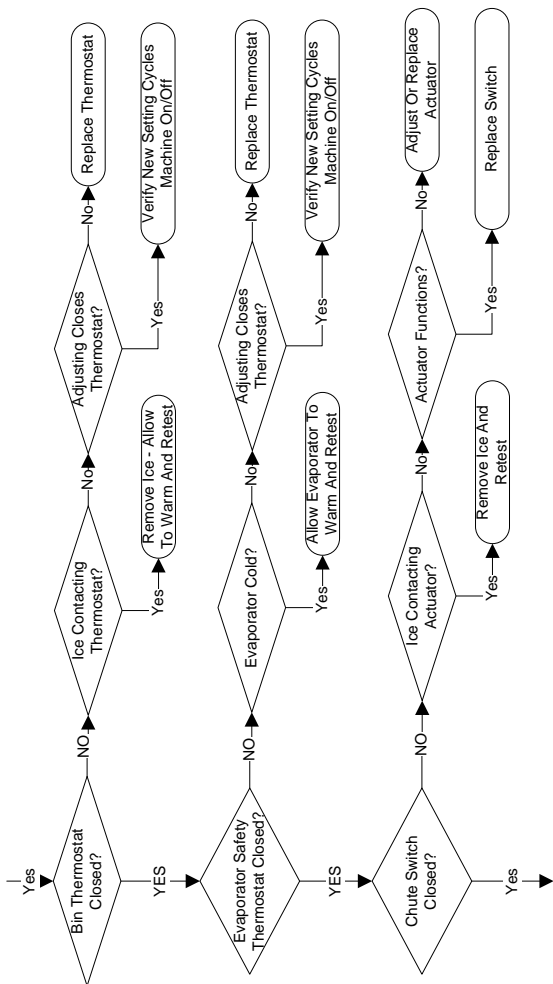 Yes
Bin Thermostat
Closed?
NO
Ice Contacting
Thermostat?
No
Adjusting Closes
Thermostat?
No
Replace Thermostat
Yes
Remove Ice - Allow
To Warm And Retest
Yes
Verify New Setting Cycles
Machine On/Off
YES
Evaporator Safety
Thermostat Closed?
NO
Evaporator Cold?
No
Adjusting Closes
Thermostat?
No
Replace Thermostat
Yes
Allow Evaporator To
Warm And Retest
Yes
Verify New Setting Cycles
Machine On/Off
YES
Chute Switch
Closed?
NO
Ice Contacting
Actuator?
No
Actuator Functions?
No
Adjust Or Replace
Actuator
Yes
Remove Ice And
Retest
Yes
Replace Switch
Yes